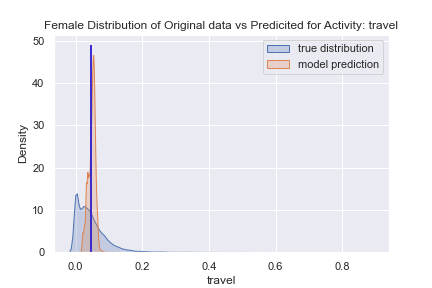 Female Distribution of Original data vs Predicited for Activity: travel
true distribution
model prediction
Density
50
40
30
20
10
0
0.0 0.2 0.4 0.6 0.8
travel